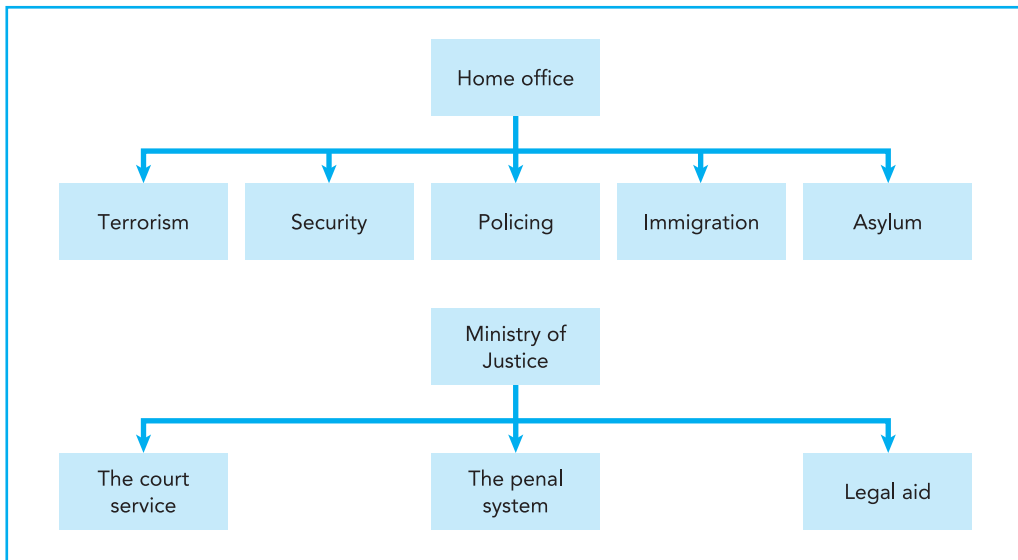 Home office
Terrorism
Security
Policing
Immigration
Asylum
Ministry of
Justice
The court
service
The penal
system
Legal aid